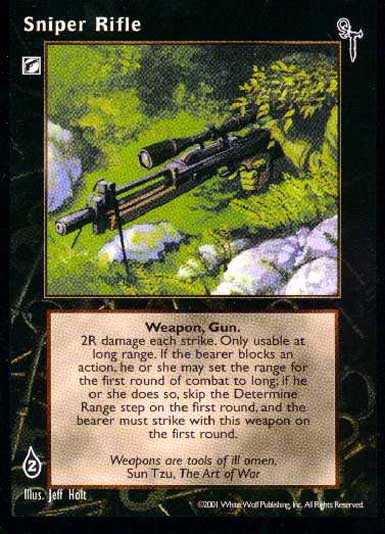 Sniper Rifle
Weapon, Gun.
2R damage each strike. Only usable at
long range. If the bearer blocks an
action, he or she may set the range for
the first round of combat to long; if he
or she does so, skip the Determine
Range step on the first round, and the
bearer must strike with this weapon on
the first round.
Weapons are tools of ill omen,
Sun Tzu, The Art of War
2
Illus. Jeff Holt
©2001 White Wolf Publishing, Inc. All Rights Reserved.